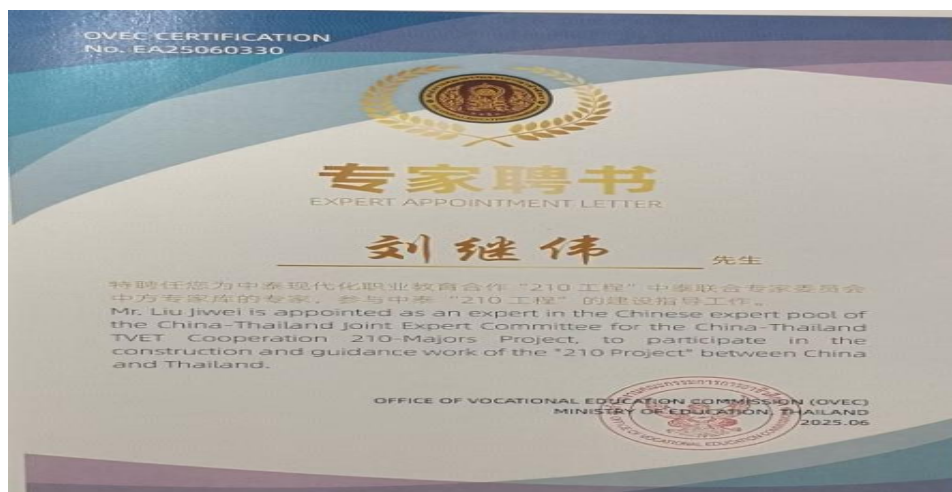 OVEC CERTIFICATION
No. EA25060330
专家聘书
EXPERT APPOINTMENT LETTER
刘继伟 先生
特聘任您为中泰现代化职业教育合作“210 工程”中泰联合专家委员会
中方专家库的专家，参与中泰“210 工程”的建设指导工作。
Mr. Liu Jiwei is appointed as an expert in the Chinese expert pool of
the China-Thailand Joint Expert Committee for the China-Thailand
TVET Cooperation 210-Majors Project, to participate in the
construction and guidance work of the "210 Project" between China
and Thailand.
OFFICE OF VOCATIONAL EDUCATION COMMISSION (OVEC)
MINISTRY OF EDUCATION, THAILAND
2025.06